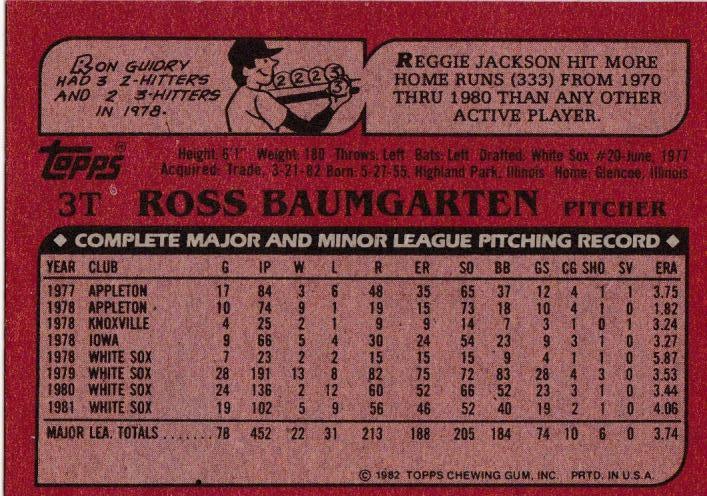 RON GUIDRY
HAD 3 2-HITTERS
AND 2 3-HITTERS
IN 1978.
2 2 2 3
3
REGGIE JACKSON HIT MORE
HOME RUNS (333) FROM 1970
THRU 1980 THAN ANY OTHER
ACTIVE PLAYER.
Topps®
Height: 6'1" Weight: 180 Throws: Left Bats: Left Drafted: White Sox #20-June, 1977
Acquired: Trade, 3-21-82 Born: 5-27-55, Highland Park, Illinois Home: Glencoe, Illinois
3T ROSS BAUMGARTEN PITCHER
◆ COMPLETE MAJOR AND MINOR LEAGUE PITCHING RECORD ◆
YEAR CLUB G IP W L R ER SO BB GS CG SHO SV ERA
1977 APPLETON 17 84 3 6 48 35 65 37 12 4 1 1 3.75
1978 APPLETON 10 74 9 1 19 15 73 18 10 4 1 0 1.82
1978 KNOXVILLE 4 25 2 1 9 9 14 7 3 1 0 1 3.24
1978 IOWA 9 66 5 4 30 24 54 23 9 3 1 0 3.27
1978 WHITE SOX 7 23 2 2 15 15 15 9 4 1 1 0 5.87
1979 WHITE SOX 28 191 13 8 82 75 72 83 28 4 3 0 3.53
1980 WHITE SOX 24 136 2 12 60 52 66 52 23 3 1 0 3.44
1981 WHITE SOX 19 102 5 9 56 46 52 40 19 2 1 0 4.06
MAJOR LEA. TOTALS ....... 78 452 22 31 213 188 205 184 74 10 6 0 3.74
© 1982 TOPPS CHEWING GUM, INC. PRTD. IN U.S.A.